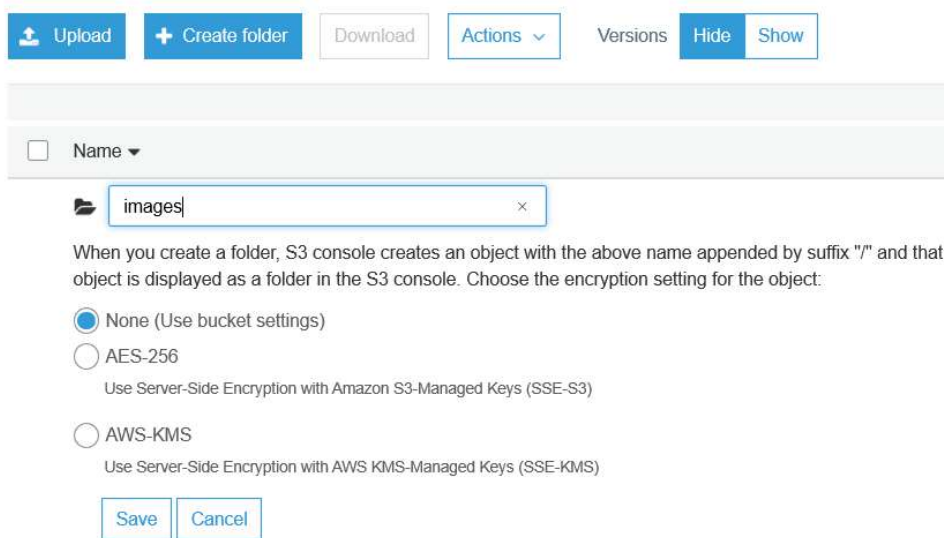 Upload Create folder Download Actions Versions Hide Show
Name
images
When you create a folder, S3 console creates an object with the above name appended by suffix "/" and that
object is displayed as a folder in the S3 console. Choose the encryption setting for the object:
None (Use bucket settings)
AES-256
Use Server-Side Encryption with Amazon S3-Managed Keys (SSE-S3)
AWS-KMS
Use Server-Side Encryption with AWS KMS-Managed Keys (SSE-KMS)
Save Cancel